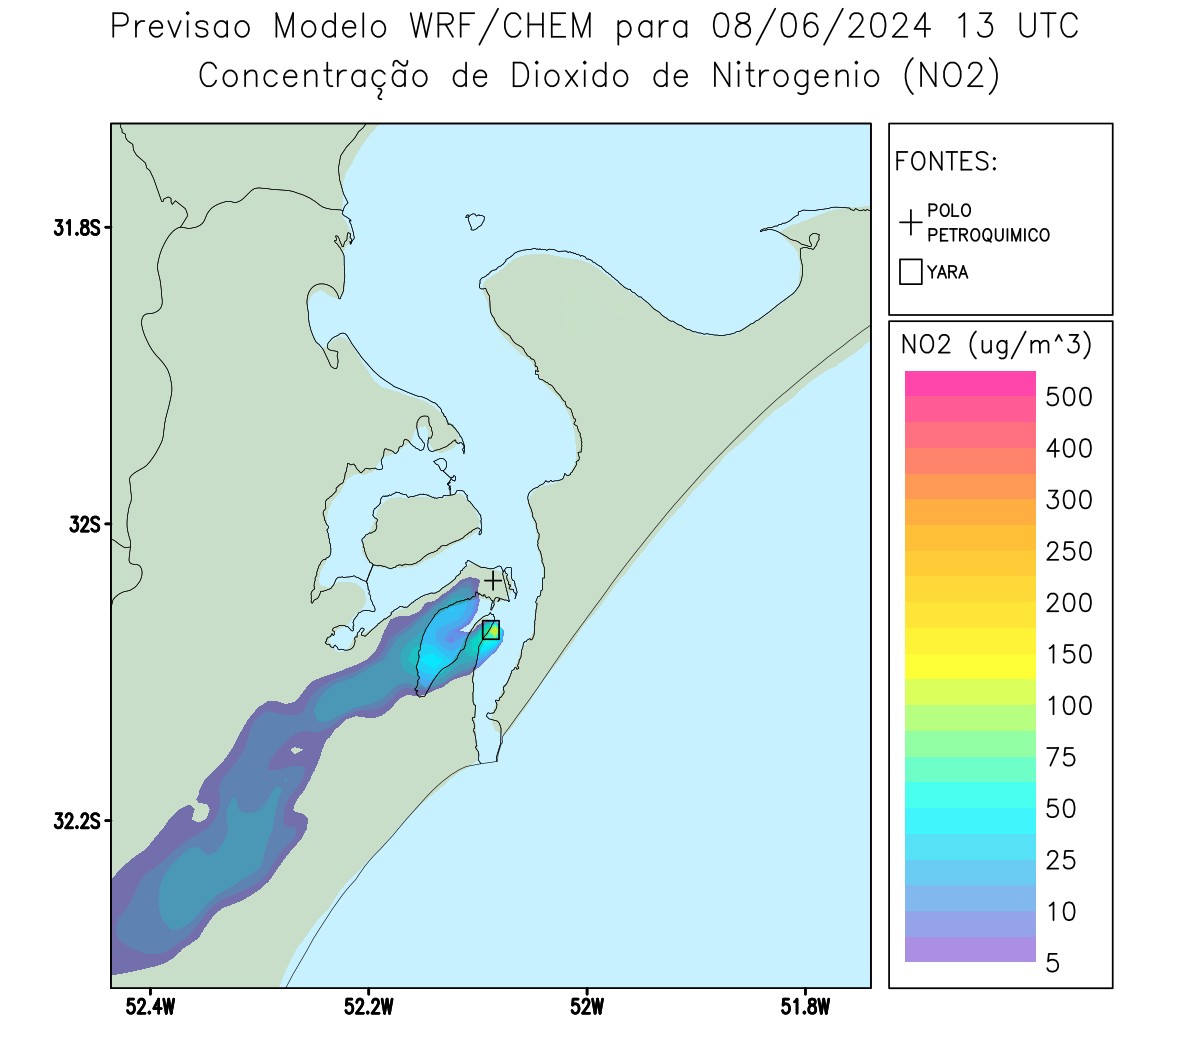 Previsao Modelo WRF/CHEM para 08/06/2024 13 UTC
Concentração de Dioxido de Nitrogenio (NO2)
FONTES:
POLO
PETROQUIMICO
YARA
NO2 (ug/m^3)
500
400
300
250
200
150
100
75
50
25
10
5
31.8S
32S
32.2S
52.4W
52.2W
52W
51.8W